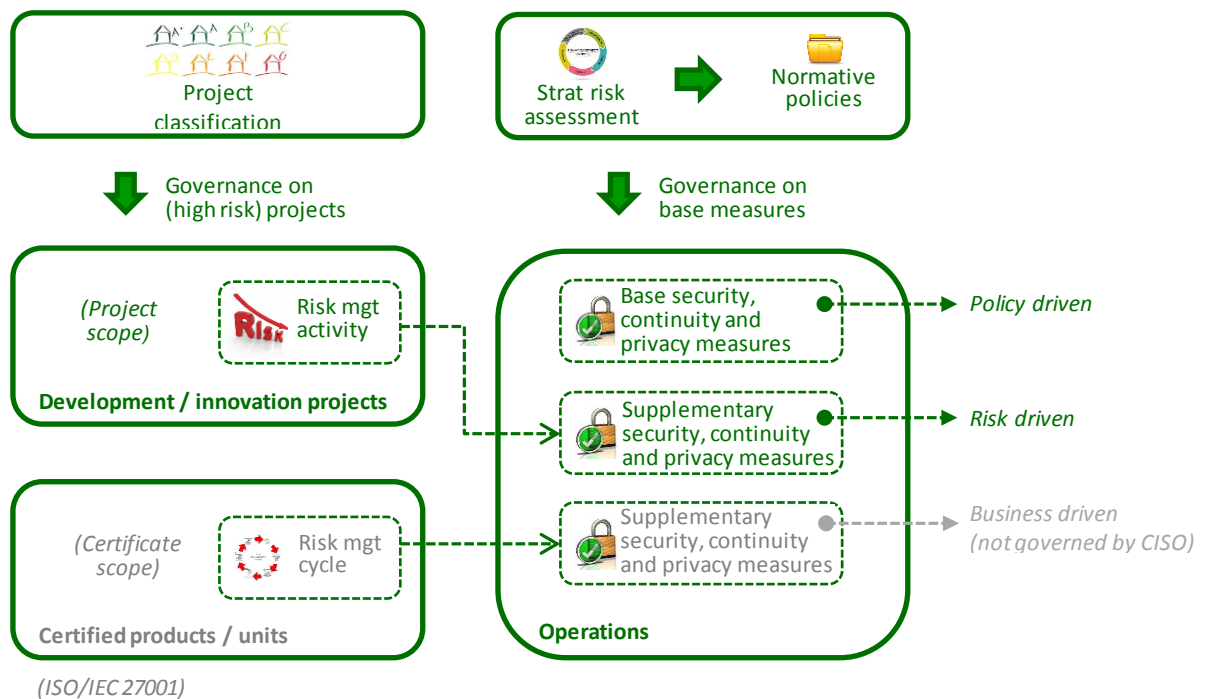 A+ A B C
D E F G
Project
classification
Strat risk
assessment
Normative
policies
Governance on
(high risk) projects
Governance on
base measures
(Project
scope)
RISK
Risk mgt
activity
Development / innovation projects
Base security,
continuity and
privacy measures
Policy driven
Supplementary
security, continuity
and privacy measures
Risk driven
(Certificate
scope)
Risk mgt
cycle
Certified products / units
(ISO/IEC 27001)
Supplementary
security, continuity
and privacy measures
Business driven
(not governed by CISO)
Operations